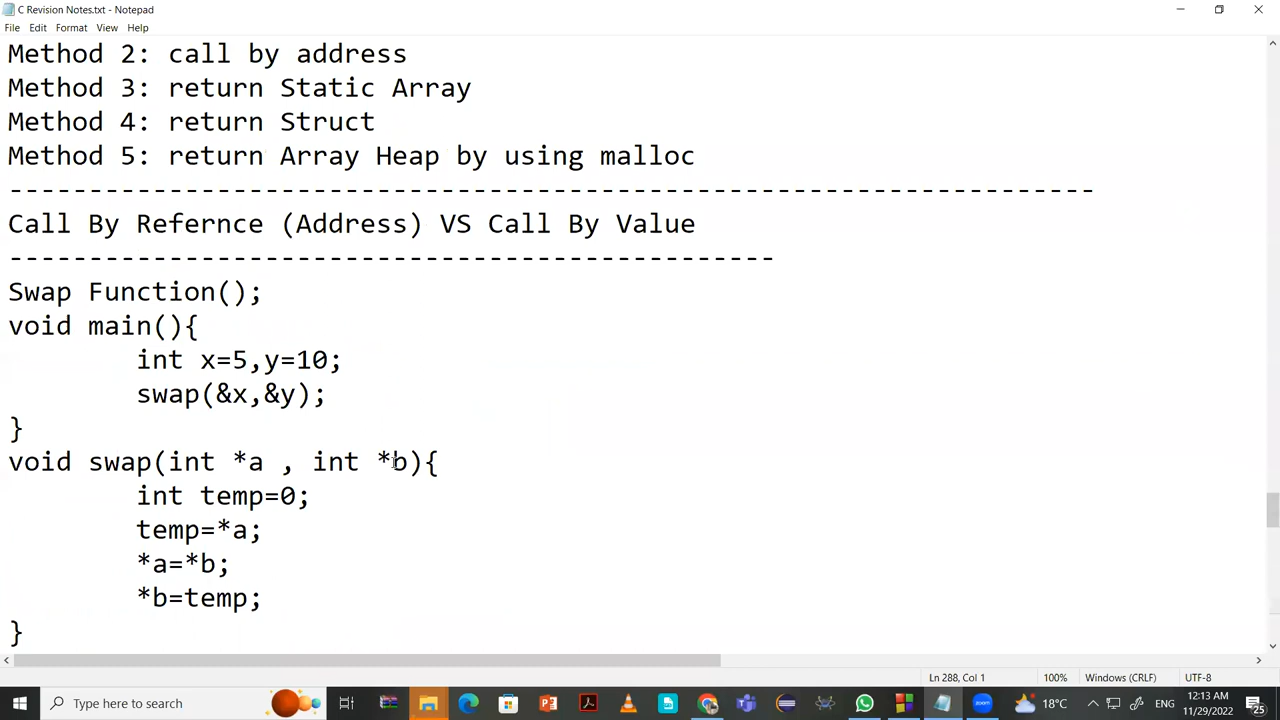 C Revision Notes.txt - Notepad
File Edit Format View Help
Method 2: call by address
Method 3: return Static Array
Method 4: return Struct
Method 5: return Array Heap by using malloc
--------------------------------------------------------------------
Call By Refernce (Address) VS Call By Value
------------------------------------------------
Swap Function();
void main(){
int x=5,y=10;
swap(&x,&y);
}
void swap(int *a , int *b){
int temp=0;
temp=*a;
*a=*b;
*b=temp;
}
Ln 288, Col 1 100% Windows (CRLF) UTF-8
Type here to search
18°C ENG 12:13 AM
11/29/2022 25